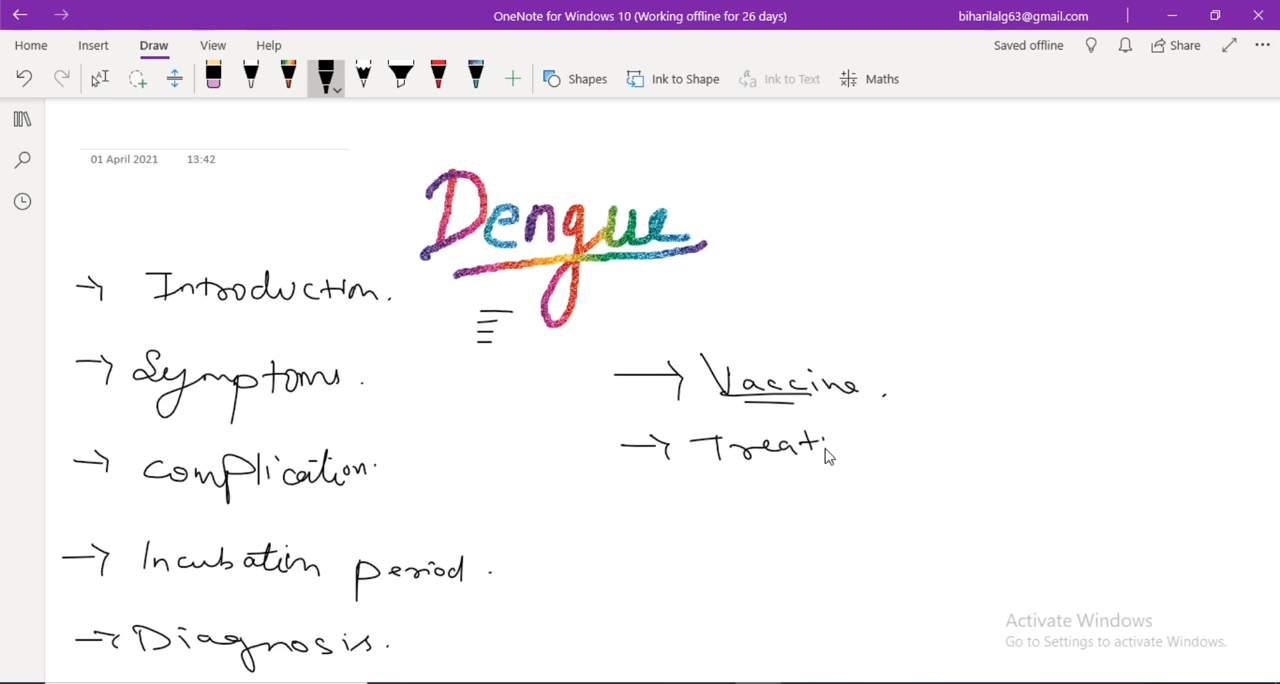 OneNote for Windows 10 (Working offline for 26 days)
biharilalg63@gmail.com
Home Insert Draw View Help
Saved offline Share
Shapes Ink to Shape Ink to Text Maths
01 April 2021 13:42
Dengue
→ Introduction.
→ Symptoms.
→ Complication.
→ Incubation period.
→ Diagnosis.
→ Vaccine.
→ Treati
Activate Windows
Go to Settings to activate Windows.